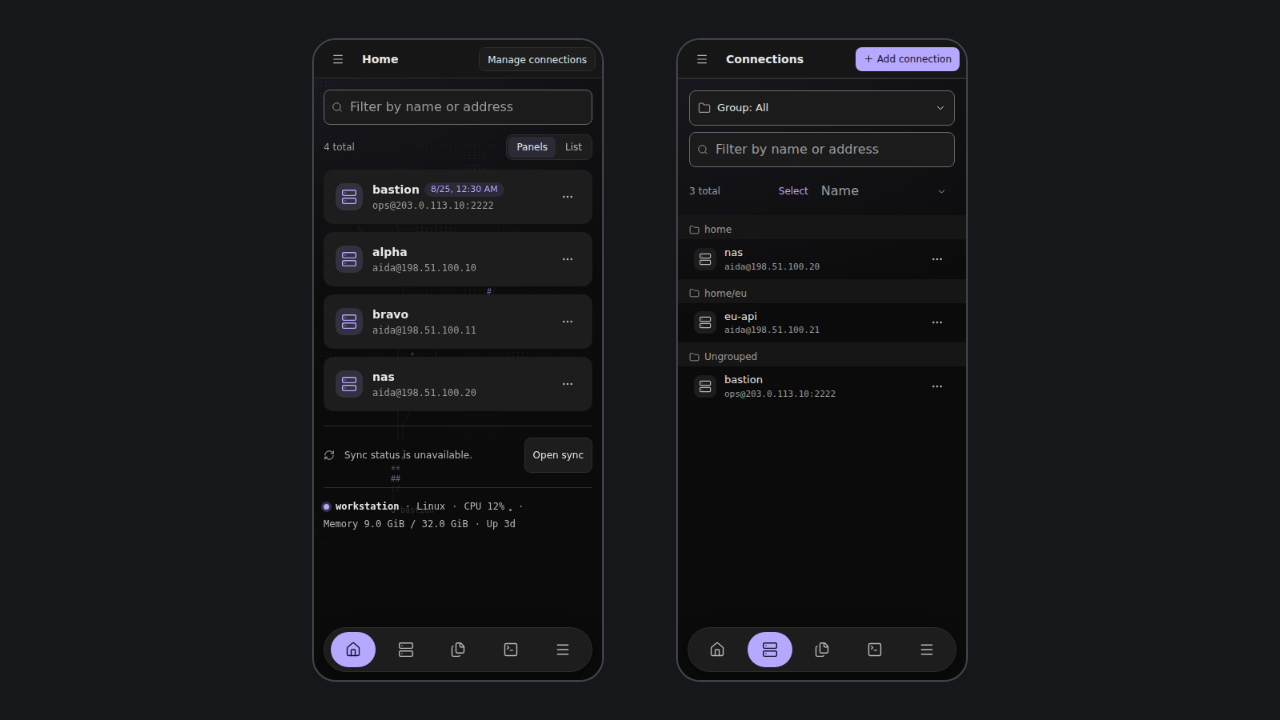 Home
Manage connections
Filter by name or address
4 total
Panels
List
bastion
8/25, 12:30 AM
ops@203.0.113.10:2222
alpha
aida@198.51.100.10
#
bravo
aida@198.51.100.11
nas
aida@198.51.100.20
Sync status is unavailable.
Open sync
**
##
workstation · Linux · CPU 12% ·
Memory 9.0 GiB / 32.0 GiB · Up 3d
Connections
+ Add connection
Group: All
Filter by name or address
3 total
Select
Name
home
nas
aida@198.51.100.20
home/eu
eu-api
aida@198.51.100.21
Ungrouped
bastion
ops@203.0.113.10:2222